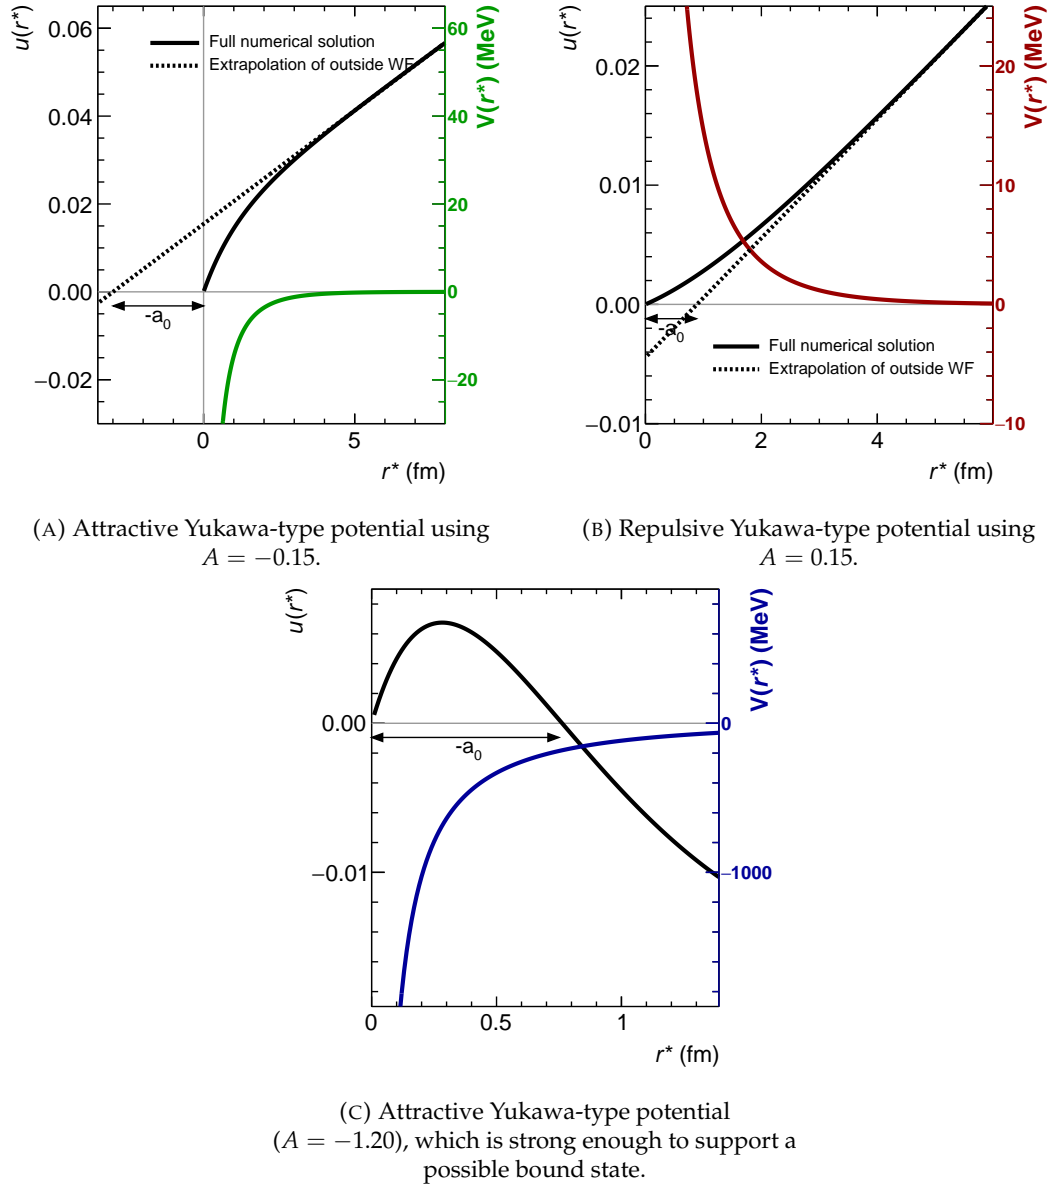 u(r*)
0.06
0.04
0.02
0.00
−0.02
Full numerical solution
Extrapolation of outside WF
-a0
60
40
20
0
−20
V(r*) (MeV)
0
5
r* (fm)
(A) Attractive Yukawa-type potential using
A = −0.15.
u(r*)
0.02
0.01
0.00
−0.01
-a0
Full numerical solution
Extrapolation of outside WF
20
10
0
−10
V(r*) (MeV)
0
2
4
r* (fm)
(B) Repulsive Yukawa-type potential using
A = 0.15.
u(r*)
0.00
−0.01
-a0
0
−1000
V(r*) (MeV)
0
0.5
1
r* (fm)
(C) Attractive Yukawa-type potential
(A = −1.20), which is strong enough to support a
possible bound state.